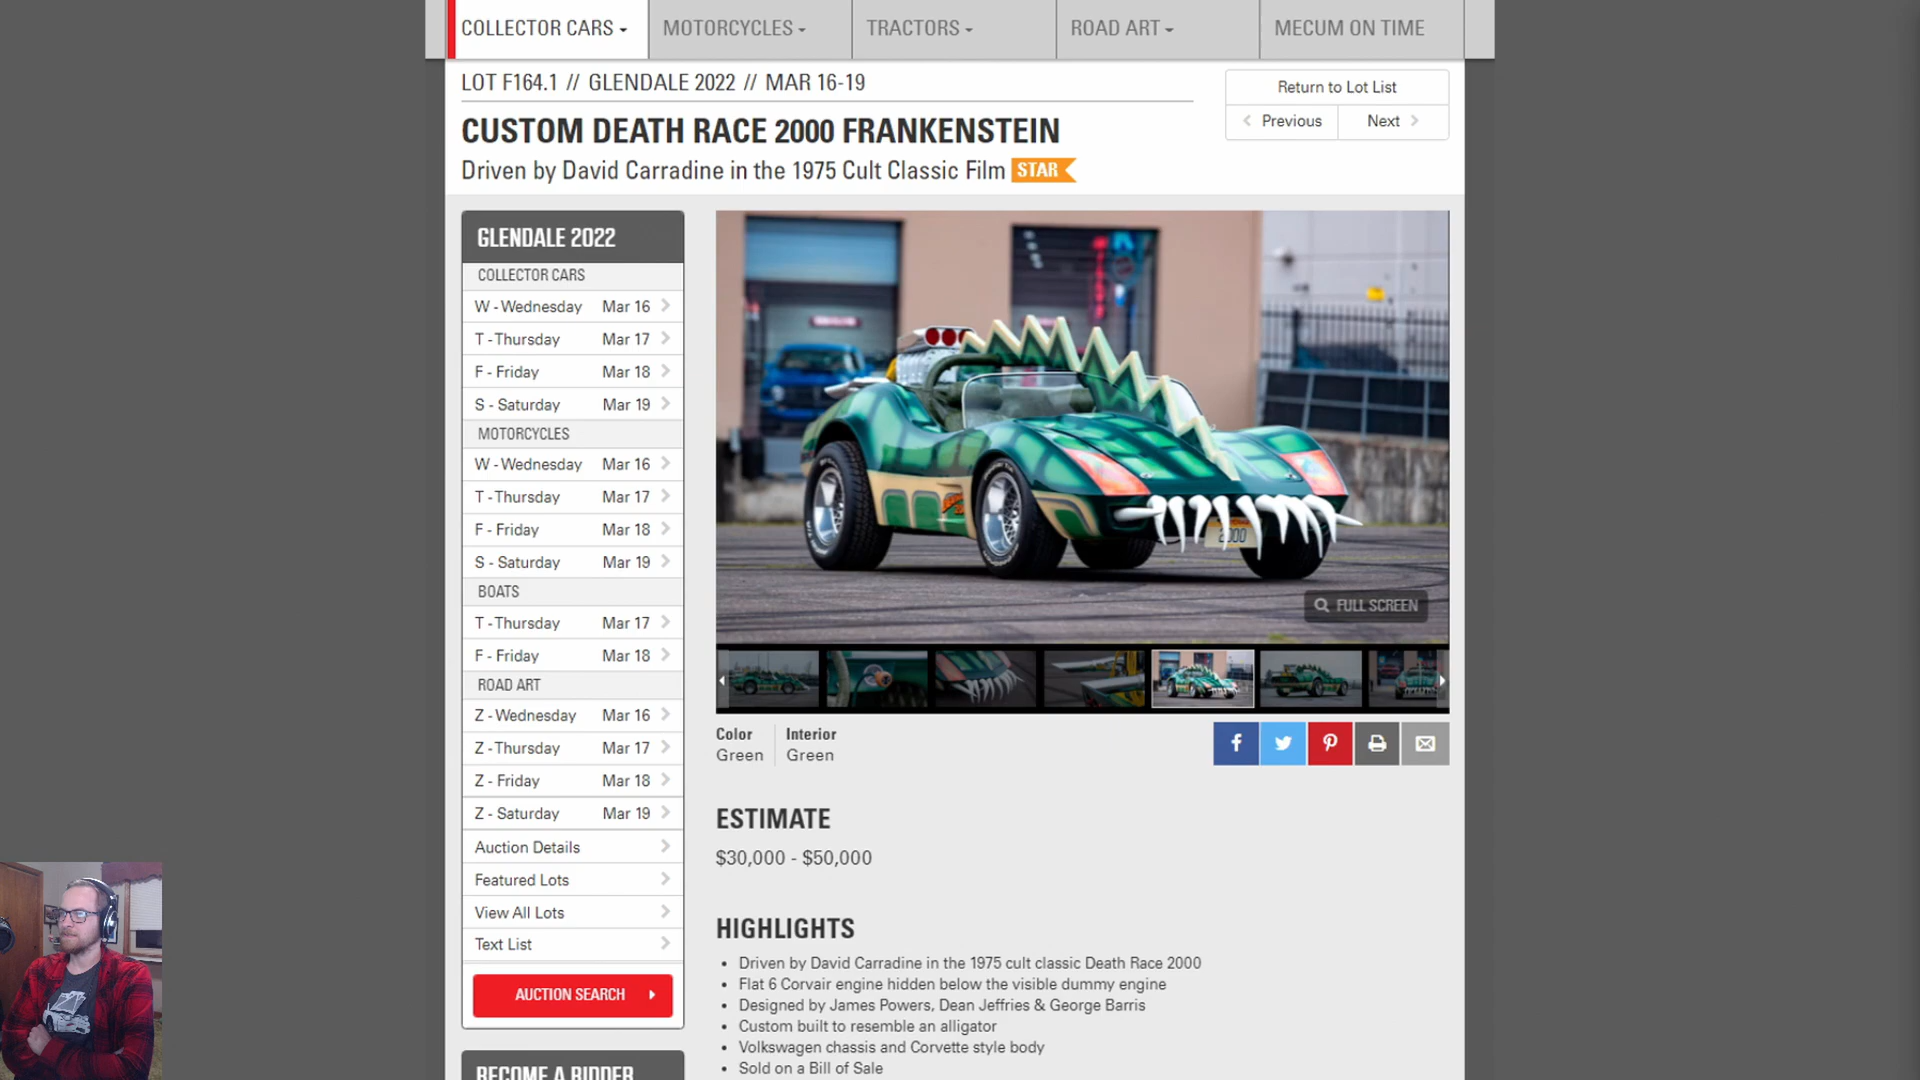 COLLECTOR CARS
MOTORCYCLES
TRACTORS
ROAD ART
MECUM ON TIME
LOT F164.1 // GLENDALE 2022 // MAR 16-19
Return to Lot List
Previous
Next
CUSTOM DEATH RACE 2000 FRANKENSTEIN
Driven by David Carradine in the 1975 Cult Classic Film STAR
GLENDALE 2022
COLLECTOR CARS
W - Wednesday Mar 16
T - Thursday Mar 17
F - Friday Mar 18
S - Saturday Mar 19
MOTORCYCLES
W - Wednesday Mar 16
T - Thursday Mar 17
F - Friday Mar 18
S - Saturday Mar 19
BOATS
T - Thursday Mar 17
F - Friday Mar 18
ROAD ART
Z - Wednesday Mar 16
Z - Thursday Mar 17
Z - Friday Mar 18
Z - Saturday Mar 19
Auction Details
Featured Lots
View All Lots
Text List
AUCTION SEARCH
BECOME A BIDDER
2000
FULL SCREEN
Color
Green
Interior
Green
ESTIMATE
$30,000 - $50,000
HIGHLIGHTS
• Driven by David Carradine in the 1975 cult classic Death Race 2000
• Flat 6 Corvair engine hidden below the visible dummy engine
• Designed by James Powers, Dean Jeffries & George Barris
• Custom built to resemble an alligator
• Volkswagen chassis and Corvette style body
• Sold on a Bill of Sale